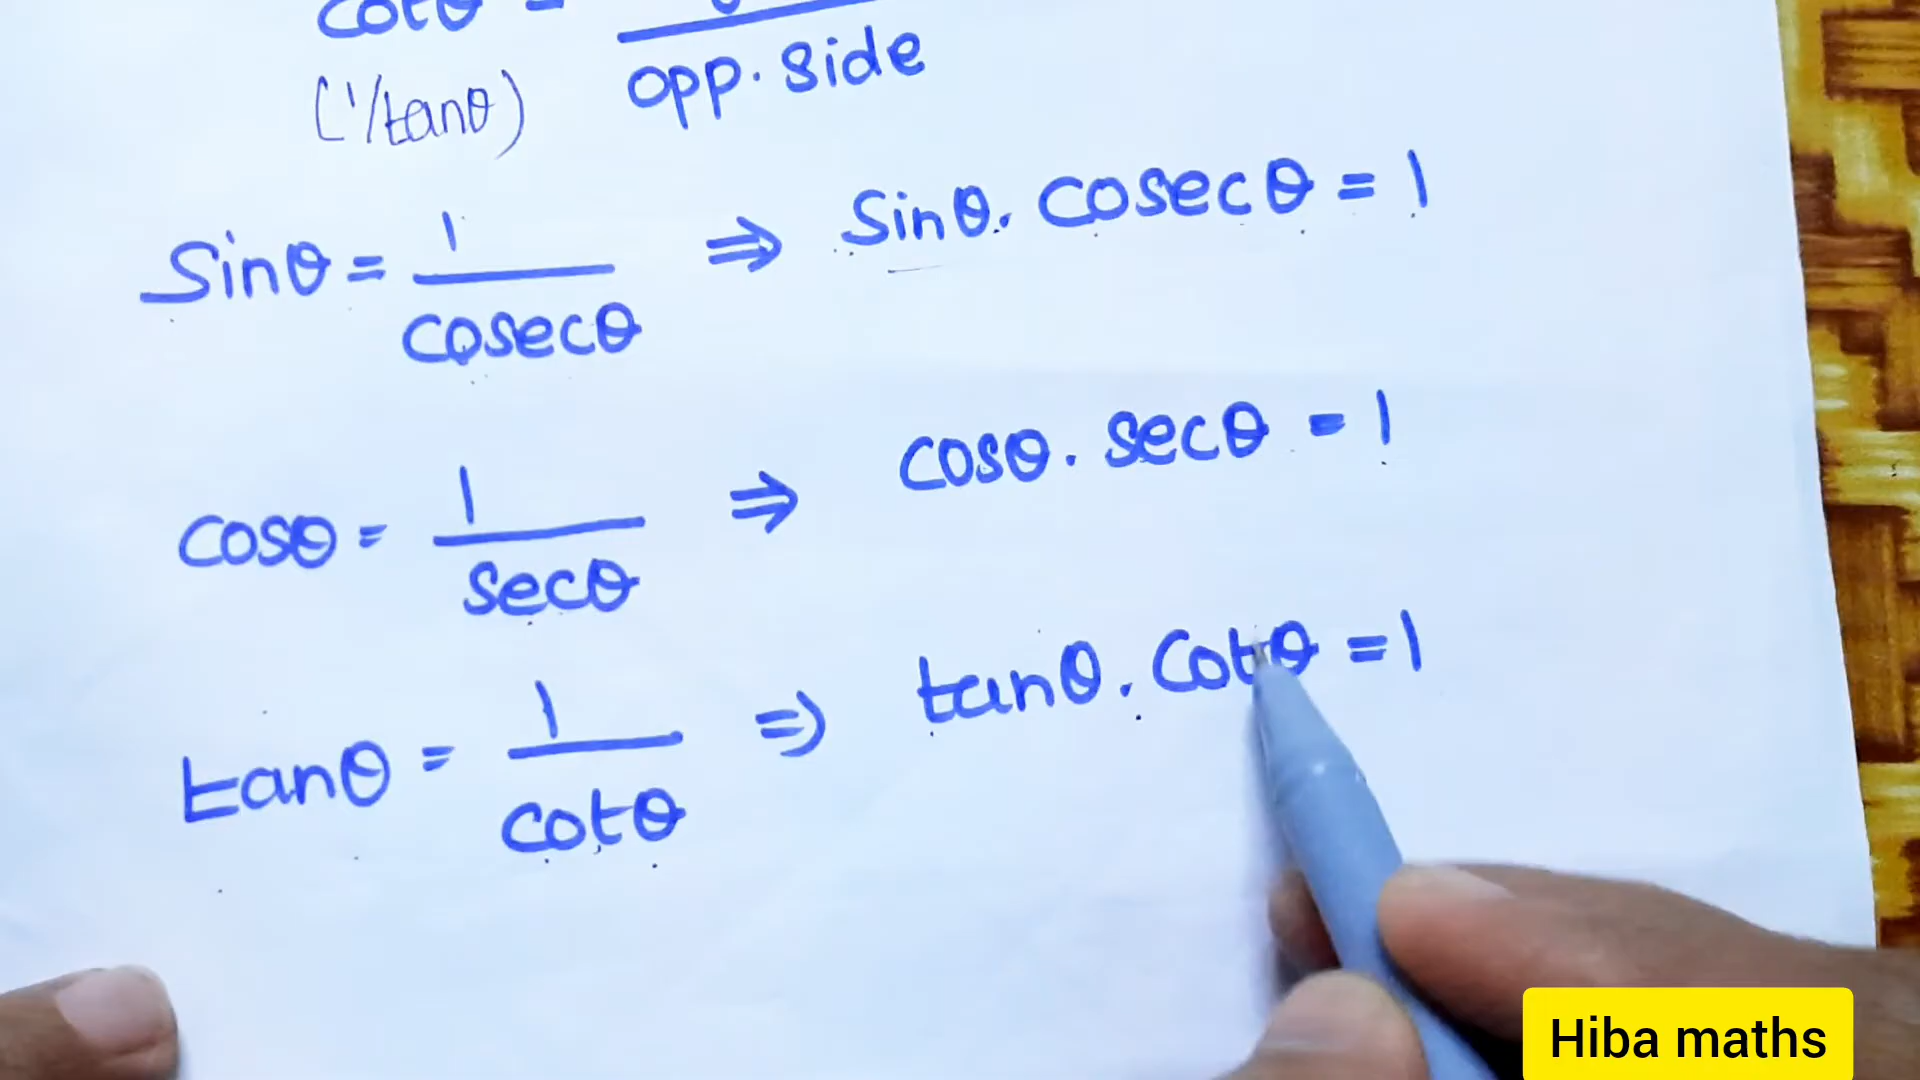 cotθ =
opp. side
(1/tanθ)
Sinθ = 1/cosecθ ⇒ Sinθ. cosecθ = 1
cosθ = 1/secθ ⇒ cosθ. secθ = 1
tanθ = 1/cotθ ⇒ tanθ. cotθ = 1
Hiba maths